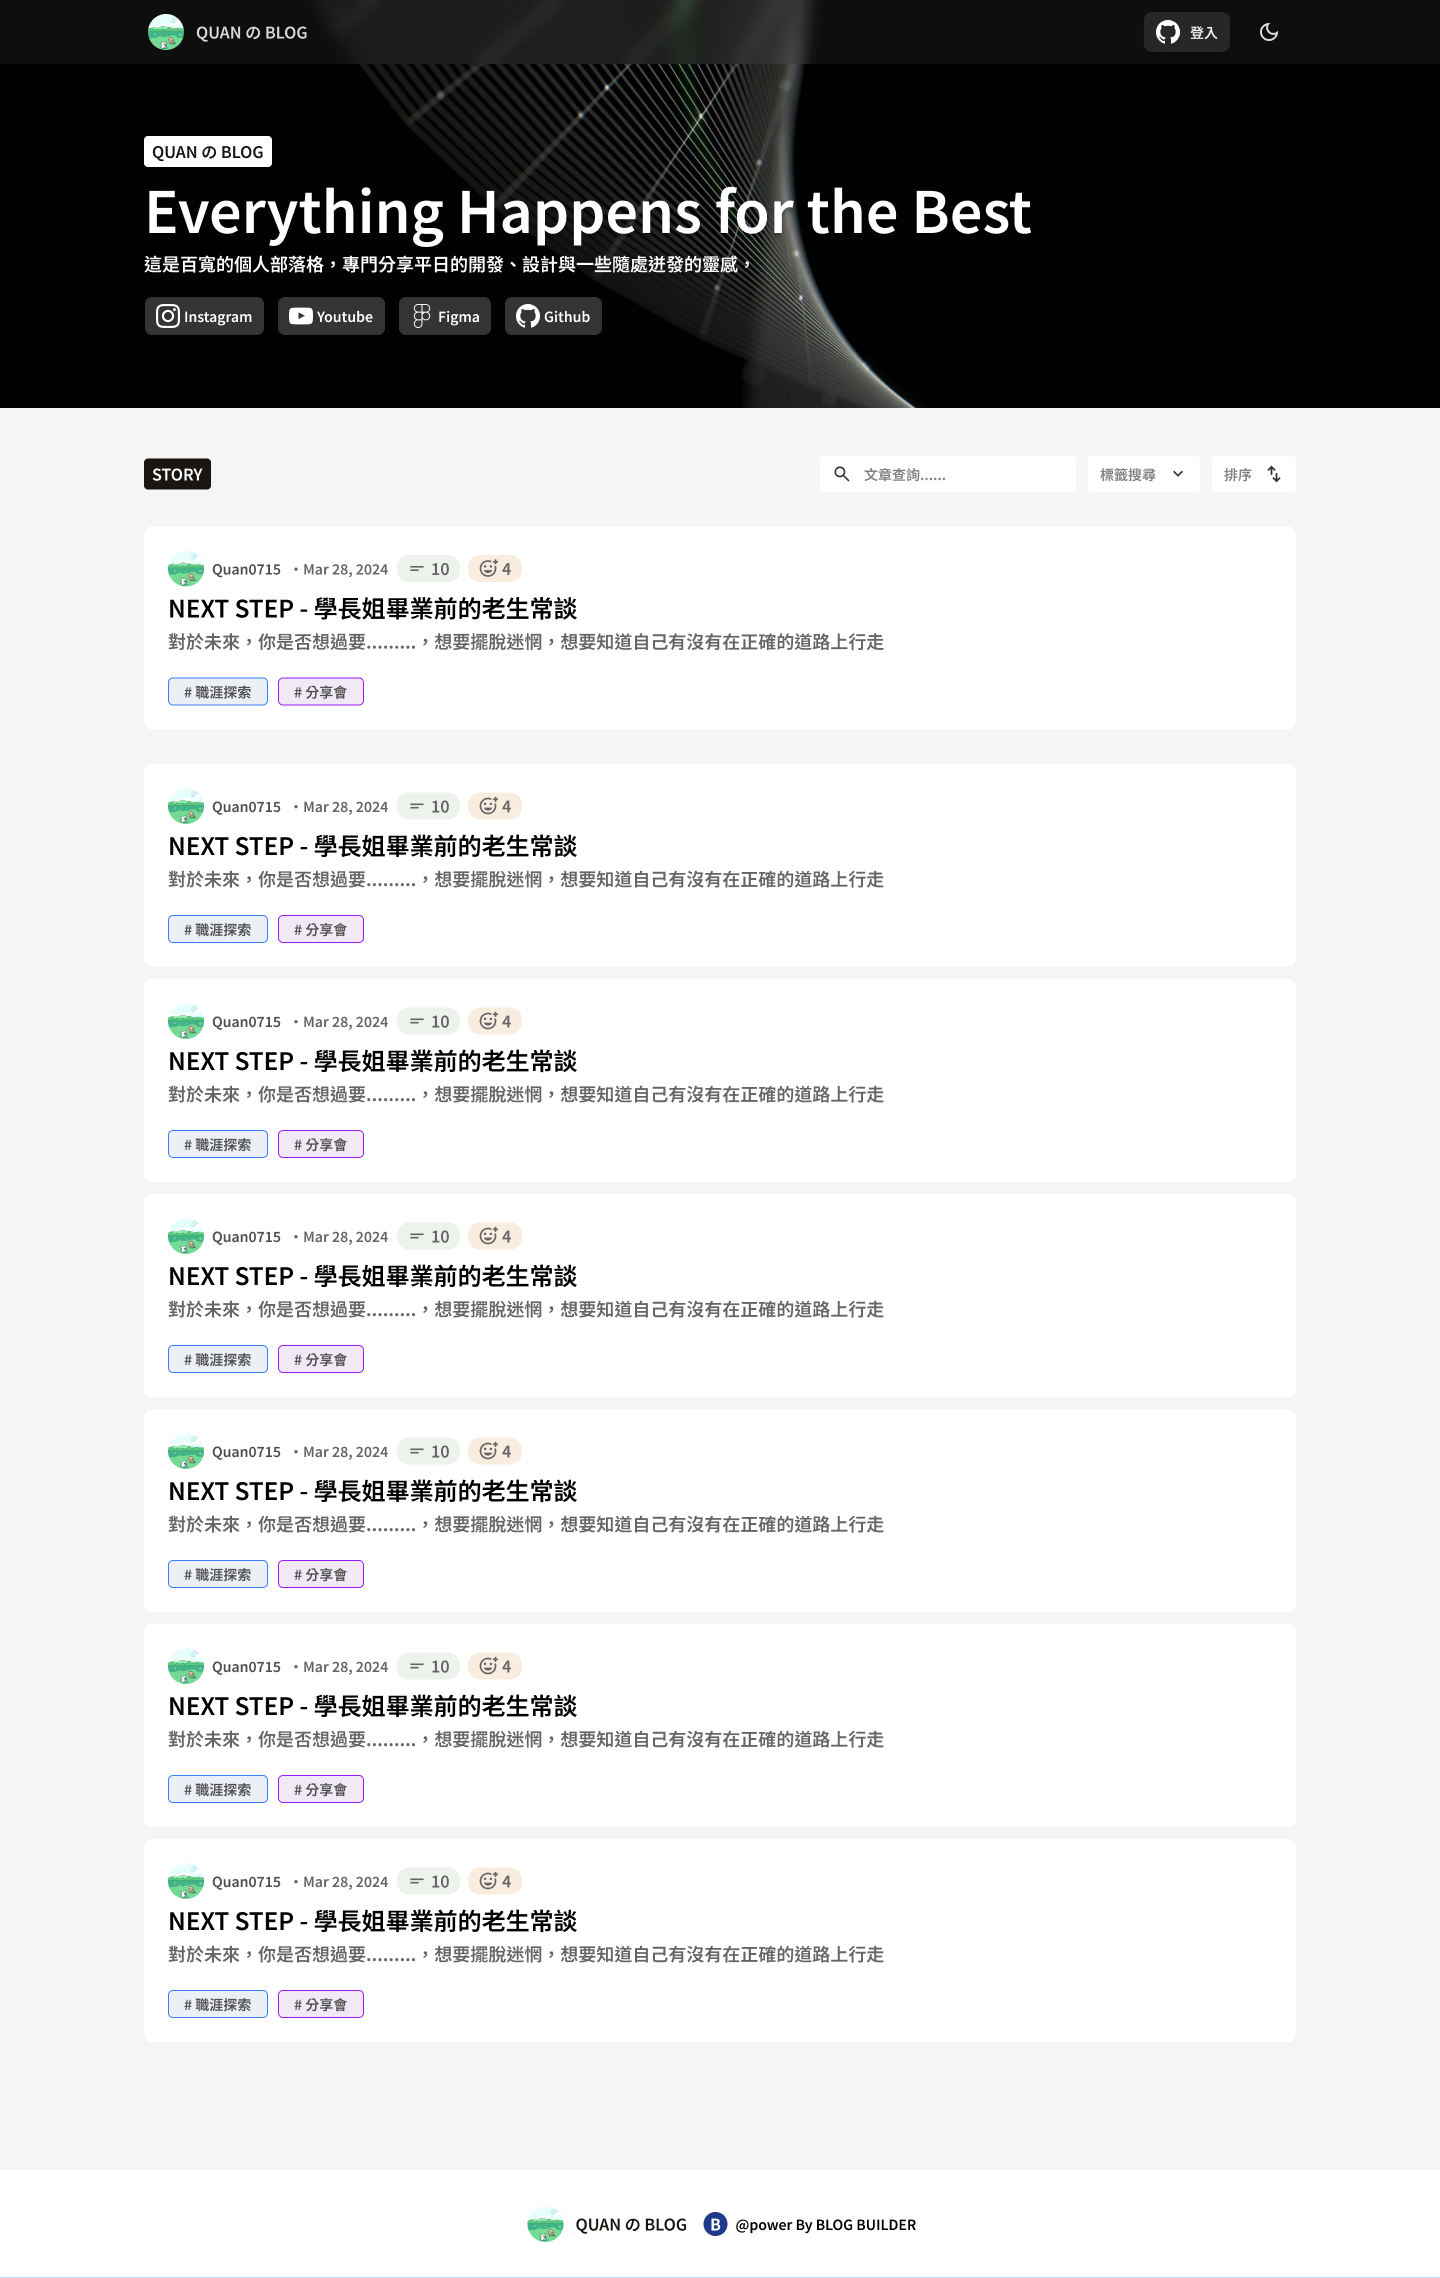 QUAN の BLOG
登入
QUAN の BLOG
Everything Happens for the Best
這是百寬的個人部落格，專門分享平日的開發、設計與一些隨處迸發的靈感，
Instagram
Youtube
Figma
Github
STORY
文章查詢......
標籤搜尋
排序
Quan0715 • Mar 28, 2024 10 4
NEXT STEP - 學長姐畢業前的老生常談
對於未來，你是否想過要.........，想要擺脫迷惘，想要知道自己有沒有在正確的道路上行走
# 職涯探索 # 分享會
Quan0715 • Mar 28, 2024 10 4
NEXT STEP - 學長姐畢業前的老生常談
對於未來，你是否想過要.........，想要擺脫迷惘，想要知道自己有沒有在正確的道路上行走
# 職涯探索 # 分享會
Quan0715 • Mar 28, 2024 10 4
NEXT STEP - 學長姐畢業前的老生常談
對於未來，你是否想過要.........，想要擺脫迷惘，想要知道自己有沒有在正確的道路上行走
# 職涯探索 # 分享會
Quan0715 • Mar 28, 2024 10 4
NEXT STEP - 學長姐畢業前的老生常談
對於未來，你是否想過要.........，想要擺脫迷惘，想要知道自己有沒有在正確的道路上行走
# 職涯探索 # 分享會
Quan0715 • Mar 28, 2024 10 4
NEXT STEP - 學長姐畢業前的老生常談
對於未來，你是否想過要.........，想要擺脫迷惘，想要知道自己有沒有在正確的道路上行走
# 職涯探索 # 分享會
Quan0715 • Mar 28, 2024 10 4
NEXT STEP - 學長姐畢業前的老生常談
對於未來，你是否想過要.........，想要擺脫迷惘，想要知道自己有沒有在正確的道路上行走
# 職涯探索 # 分享會
Quan0715 • Mar 28, 2024 10 4
NEXT STEP - 學長姐畢業前的老生常談
對於未來，你是否想過要.........，想要擺脫迷惘，想要知道自己有沒有在正確的道路上行走
# 職涯探索 # 分享會
QUAN の BLOG B @power By BLOG BUILDER